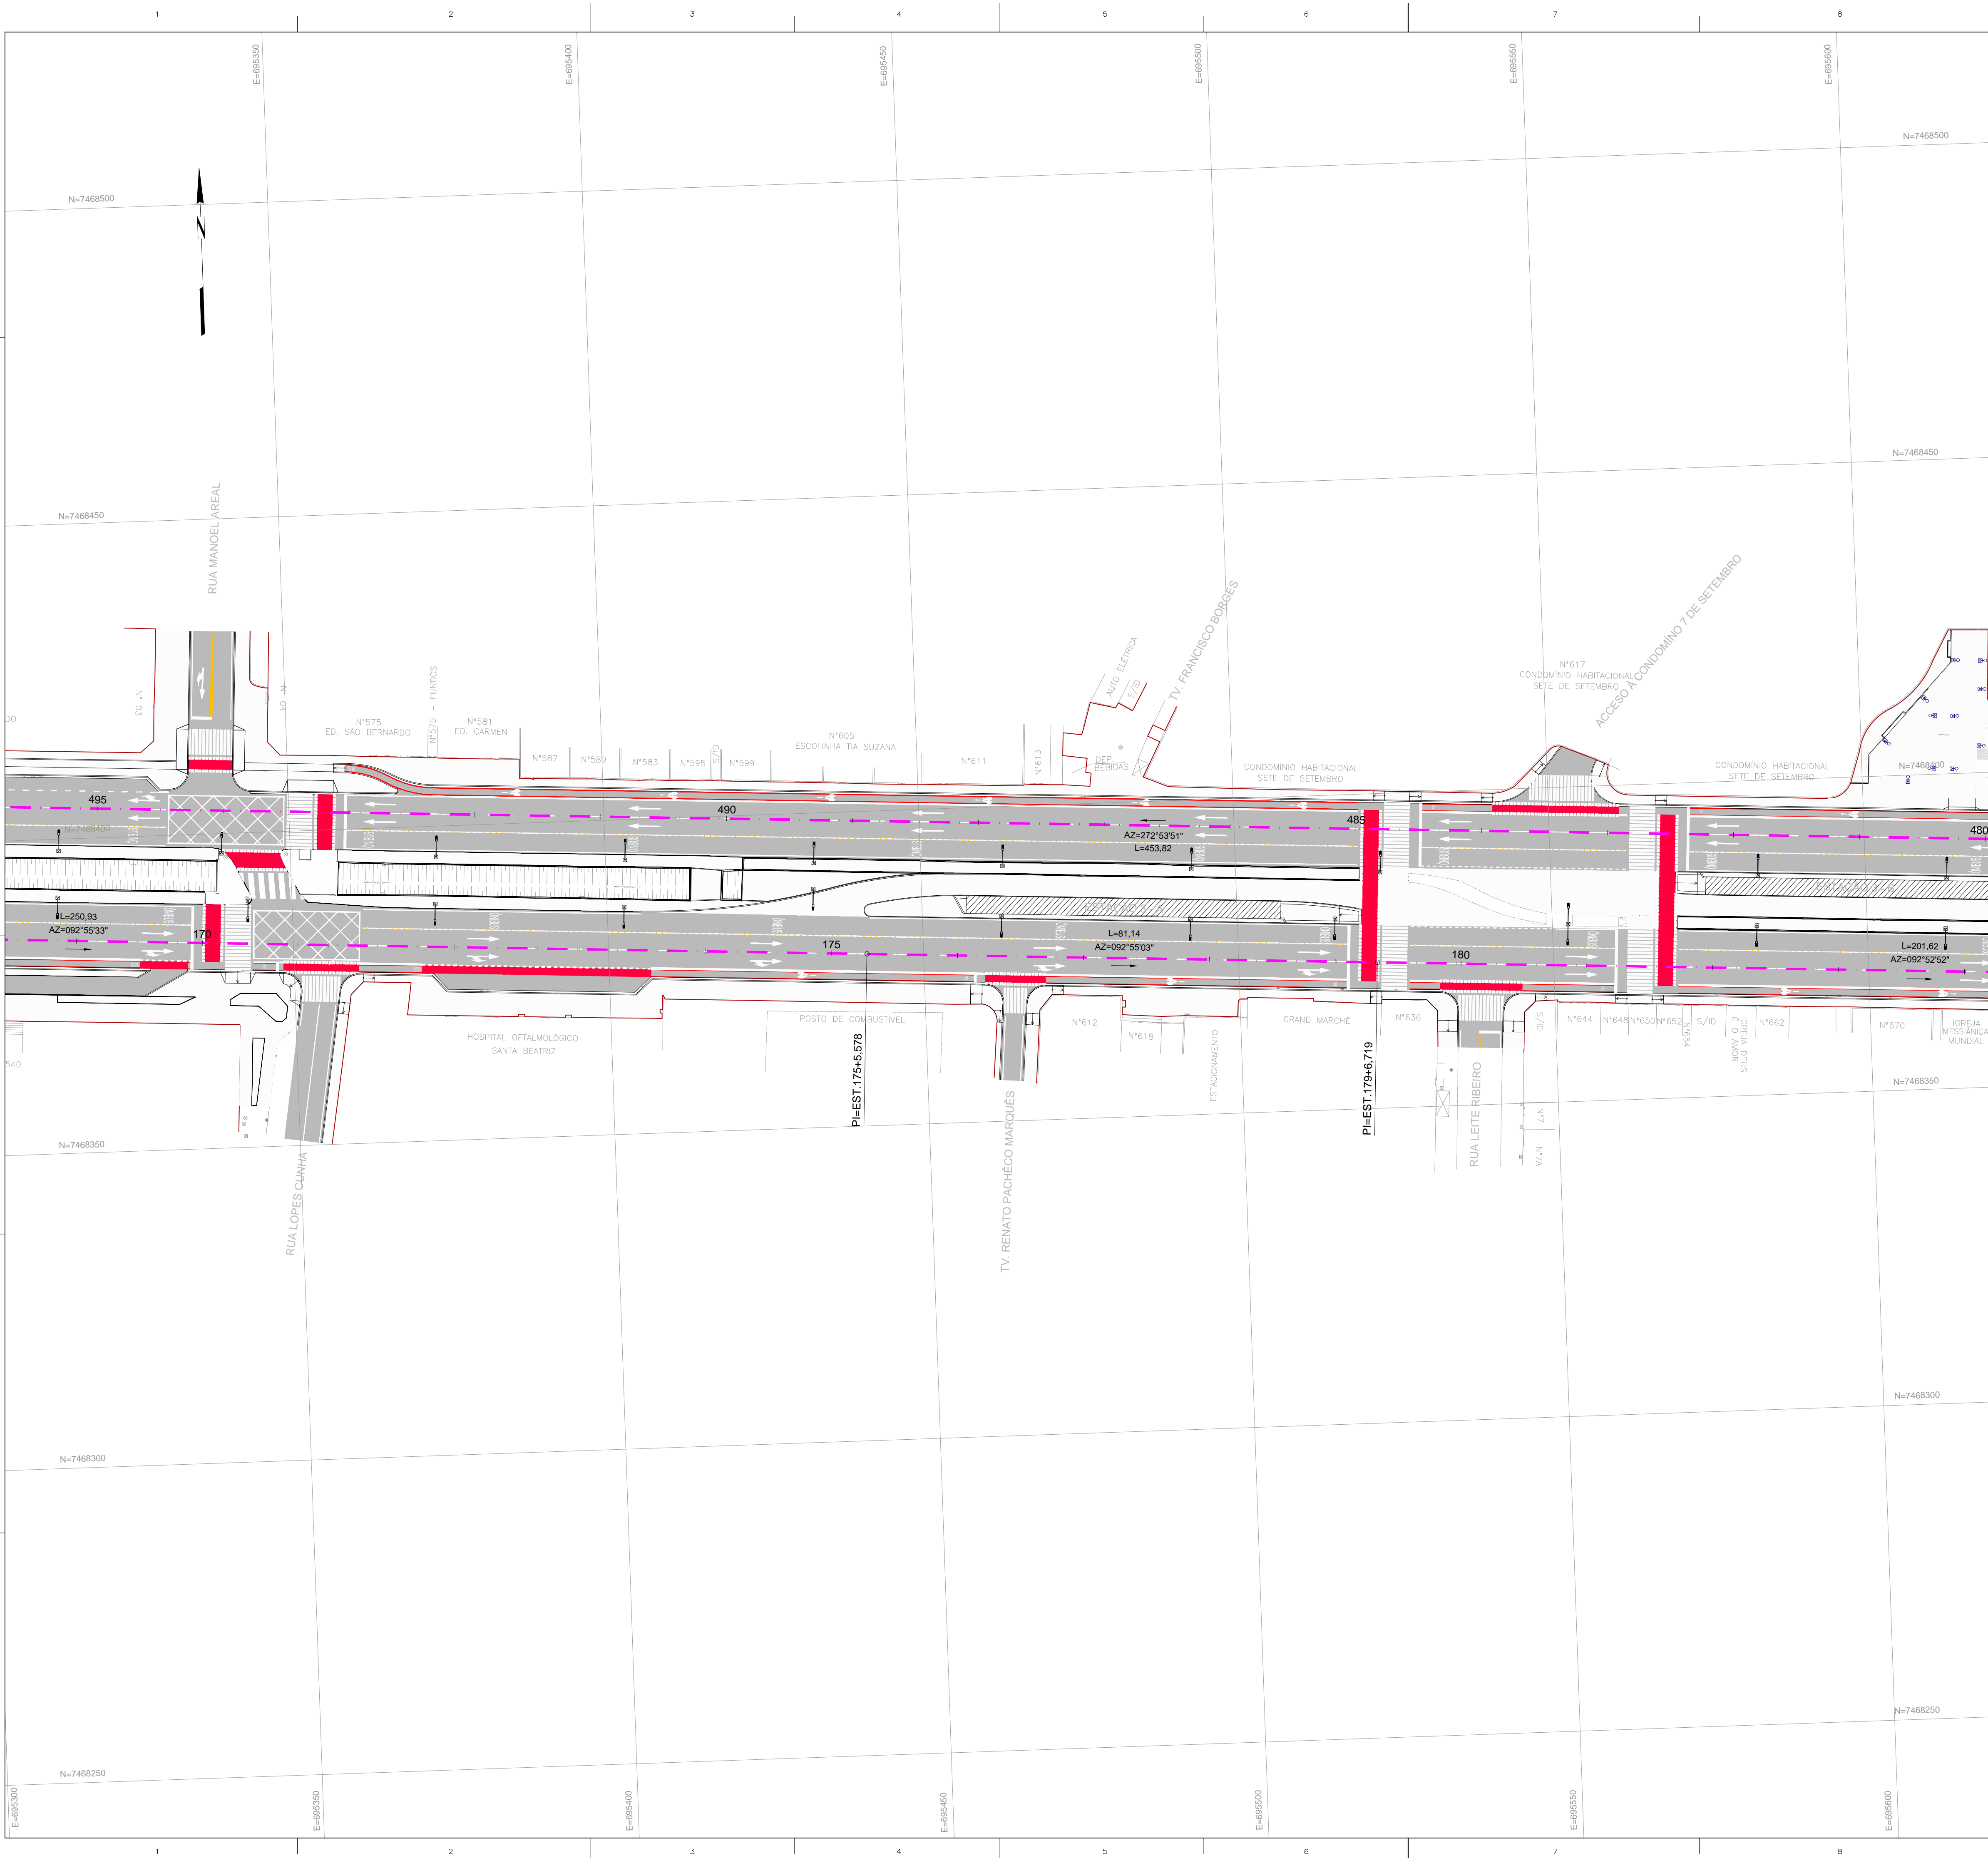 1 2 3 4 5 6 7 8
E=695350
E=695400
E=695450
E=695500
E=695550
E=695600
N=7468500
N=7468500
N=7468450
N=7468450
N
RUA MANOEL AREAL
TV. FRANCISCO BORGES
ACCESO À CONDOMÍNO 7 DE SETEMBRO
AUTO ELÉTRICA
S/ID
N°617
CONDOMÍNIO HABITACIONAL
SETE DE SETEMBRO
N° 03
N° 04
N°575
ED. SÃO BERNARDO
N°575 – FUNDOS
N°581
ED. CARMEN
N°587
N°589
N°583
N°595
S/ID
N°599
N°605
ESCOLINHA TIA SUZANA
N°611
N°613
DEP.
BEBIDAS
CONDOMÍNIO HABITACIONAL
SETE DE SETEMBRO
CONDOMÍNIO HABITACIONAL
SETE DE SETEMBRO
N=7468400
N=7468400
495
490
485
480
AZ=272°53'51"
L=453,82
ÔNIBUS
L=250,93
AZ=092°55'33"
170
175
L=81,14
AZ=092°55'03"
180
L=201,62
AZ=092°52'52"
540
HOSPITAL OFTALMOLÓGICO
SANTA BEATRIZ
POSTO DE COMBUSTÍVEL
PI=EST.175+5,578
N°612
N°618
ESTACIONAMENTO
GRAND MARCHÉ
N°636
PI=EST.179+6,719
S/ID
N°644
N°648
N°650
N°652
N°654
S/ID
IGREJA DEUS
E O AMOR
N°662
N°670
IGREJA
MESSIÂNICA
MUNDIAL
RUA LOPES CUNHA
TV. RENATO PACHÊCO MARQUÊS
RUA LEITE RIBEIRO
N°7
N°7A
N=7468350
N=7468350
N=7468300
N=7468300
N=7468250
N=7468250
E=695300
E=695350
E=695400
E=695450
E=695500
E=695550
E=695600
1 2 3 4 5 6 7 8